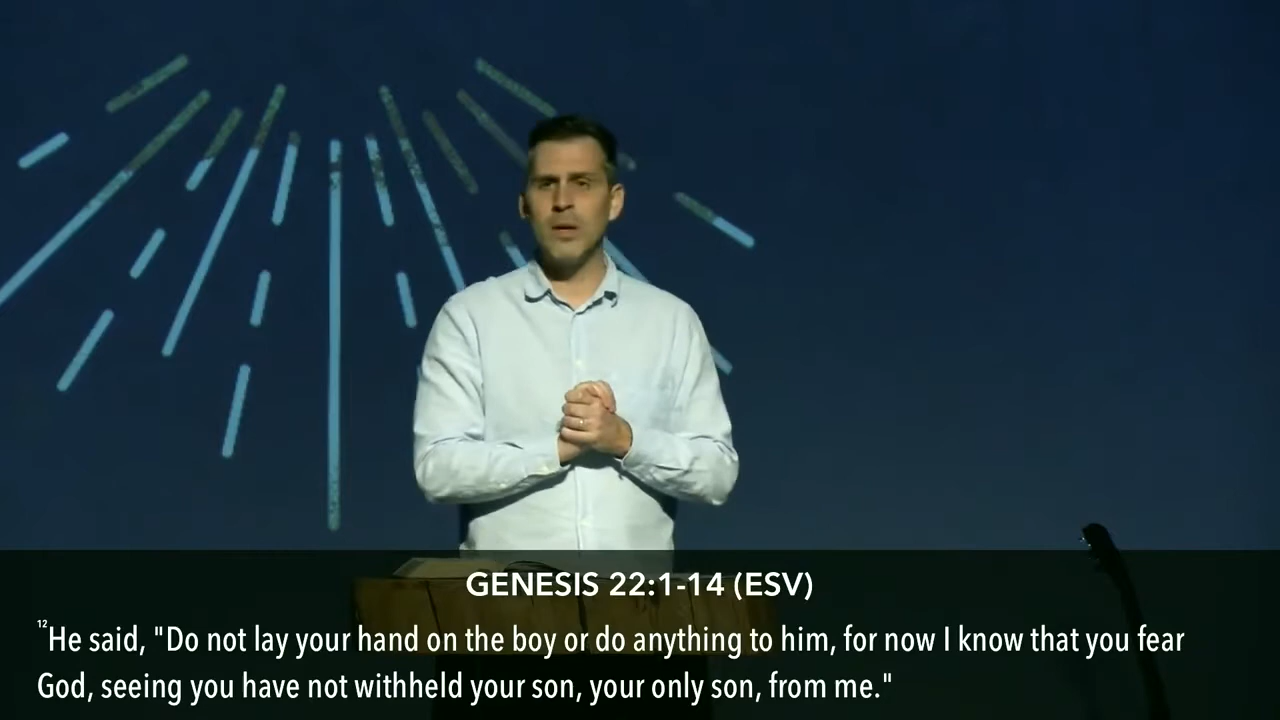 GENESIS 22:1-14 (ESV)
12He said, "Do not lay your hand on the boy or do anything to him, for now I know that you fear
God, seeing you have not withheld your son, your only son, from me."